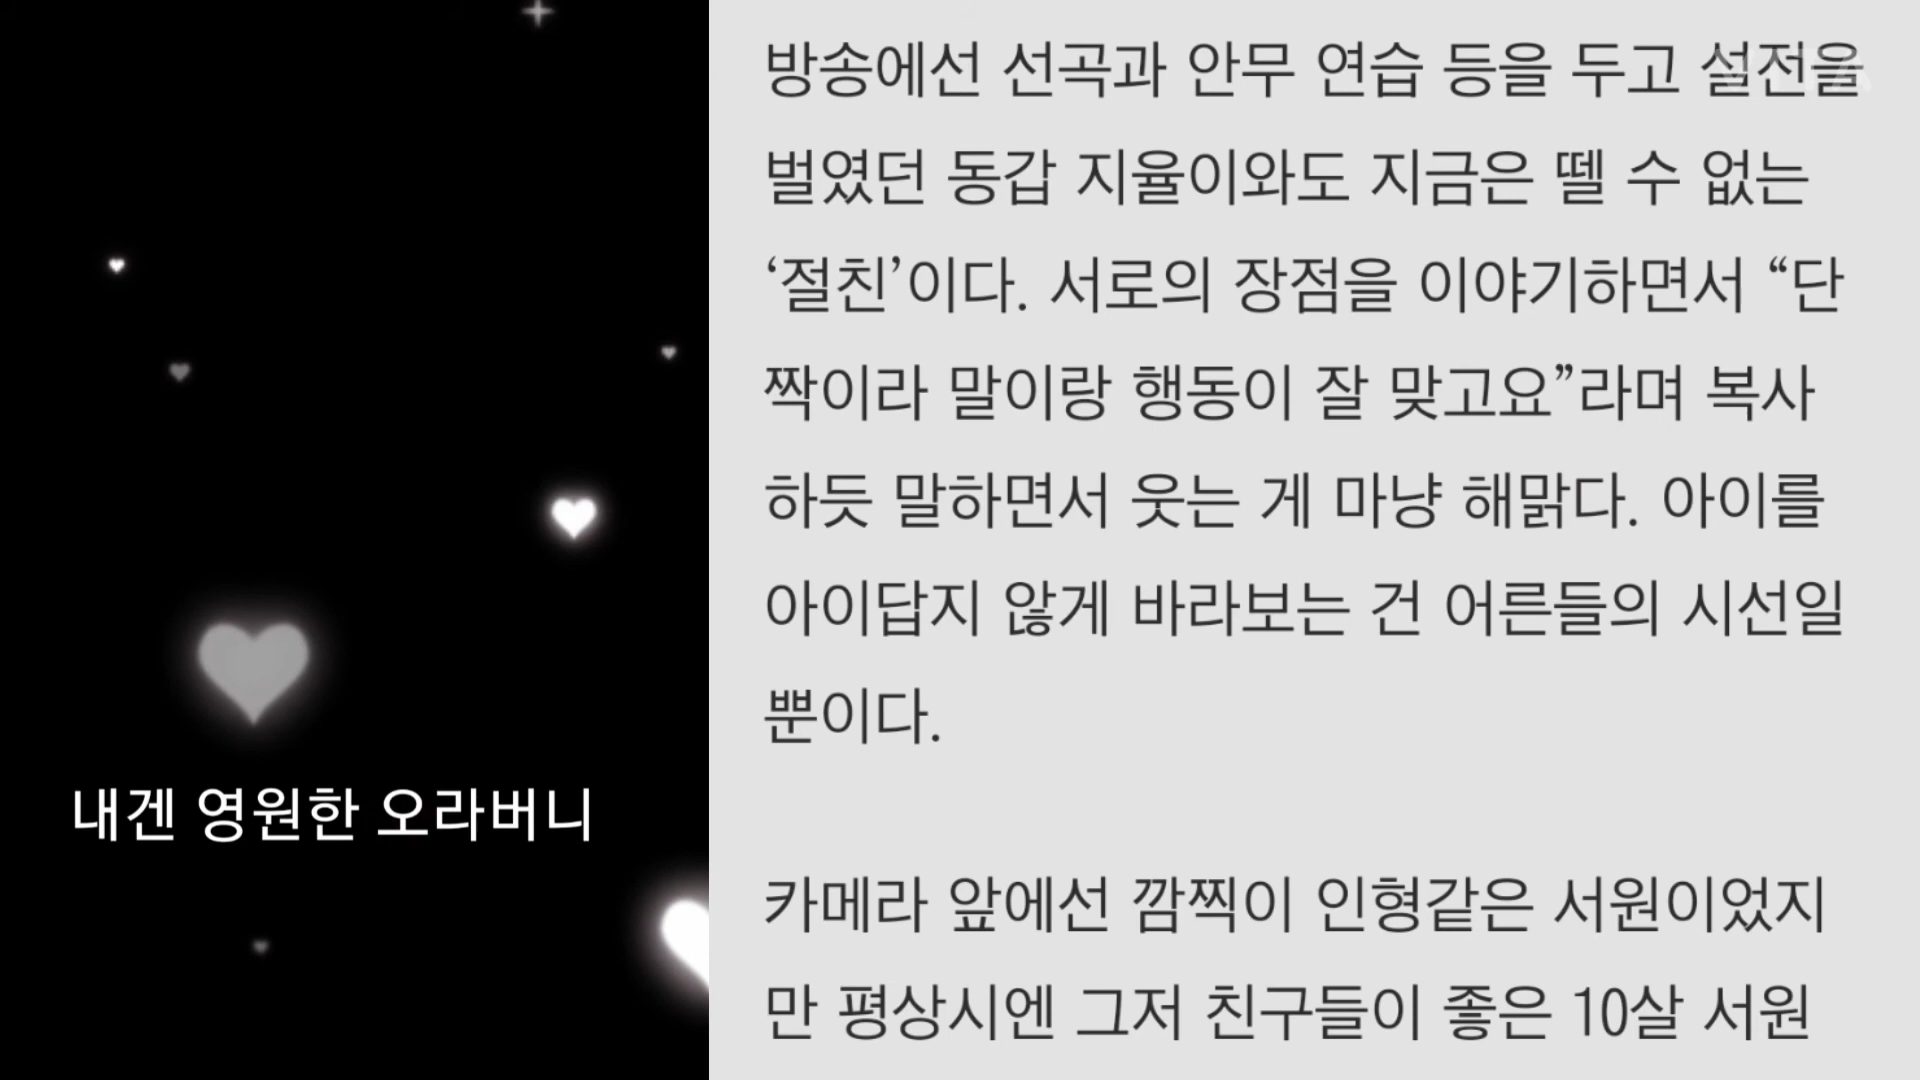 내겐 영원한 오라버니
방송에선 선곡과 안무 연습 등을 두고 설전을
벌였던 동갑 지율이와도 지금은 뗄 수 없는
‘절친’이다. 서로의 장점을 이야기하면서 “단
짝이라 말이랑 행동이 잘 맞고요”라며 복사
하듯 말하면서 웃는 게 마냥 해맑다. 아이를
아이답지 않게 바라보는 건 어른들의 시선일
뿐이다.
카메라 앞에선 깜찍이 인형같은 서원이었지
만 평상시엔 그저 친구들이 좋은 10살 서원